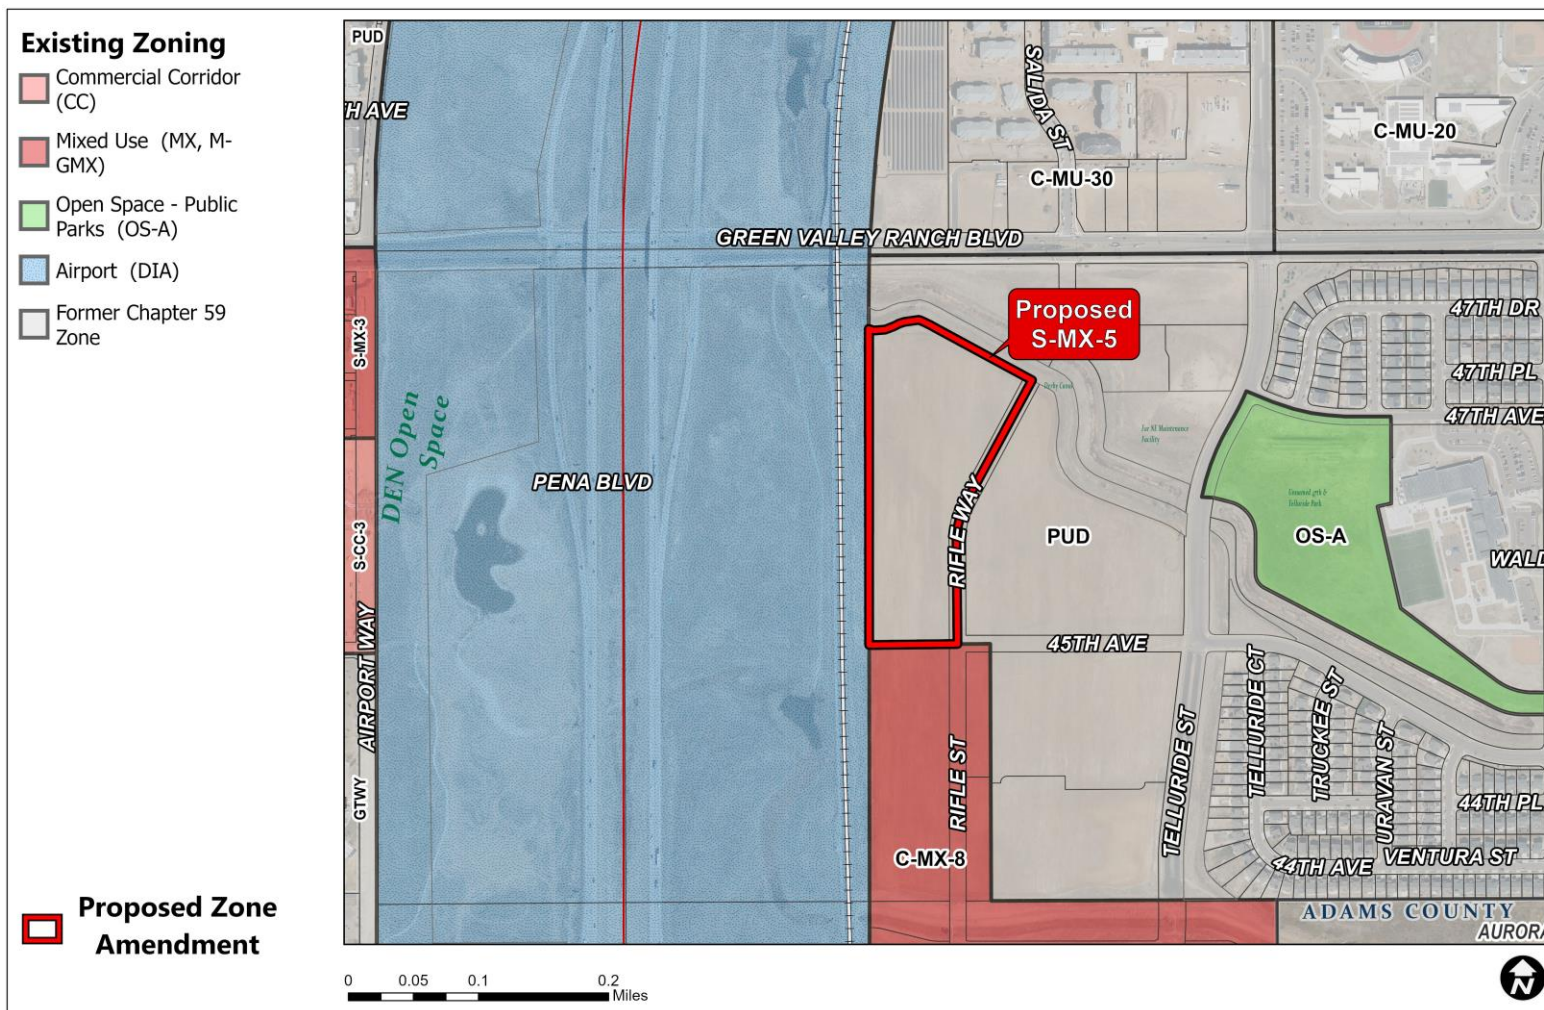 Existing Zoning
Commercial Corridor
(CC)
Mixed Use (MX, M-
GMX)
Open Space - Public
Parks (OS-A)
Airport (DIA)
Former Chapter 59
Zone
Proposed Zone
Amendment
PUD
TH AVE
SALIDA ST
C-MU-20
C-MU-30
GREEN VALLEY RANCH BLVD
S-MX-3
Proposed
S-MX-5
47TH DR
47TH PL
47TH AVE
DEN Open
Space
PENA BLVD
RIFLE WAY
PUD
OS-A
WALD
S-CC-3
AIRPORT WAY
45TH AVE
TELLURIDE ST
TELLURIDE CT
TRUCKEE ST
URAVAN ST
44TH PL
44TH AVE
VENTURA ST
GTWY
RIFLE ST
C-MX-8
ADAMS COUNTY
AURORA
0 0.05 0.1 0.2
Miles
N